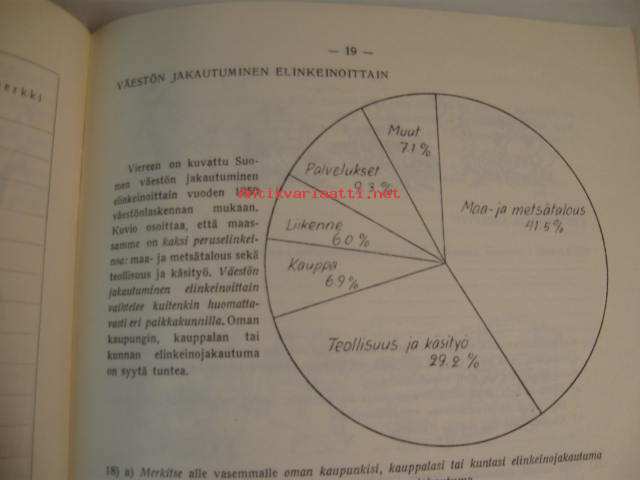 erkki
— 19 —
VÄESTÖN JAKAUTUMINEN ELINKEINOITTAIN
Viereen on kuvattu Suo-
men väestön jakautuminen
elinkeinoittain vuoden 1950
väestönlaskennan mukaan.
Kuvio osoittaa, että maas-
samme on kaksi peruselinkei-
noa: maa- ja metsätalous sekä
teollisuus ja käsityö. Väestön
jakautuminen elinkeinoittain
vaihtelee kuitenkin huomatta-
vasti eri paikkakunnilla. Oman
kaupungin, kauppalan tai
kunnan elinkeinojakautuma
on syytä tuntea.
Muut
7.1 %
Palvelukset
9.3 %
Liikenne
6.0 %
Kauppa
6.9 %
Maa- ja metsätalous
41.5 %
Teollisuus ja käsityö
29.2 %
antikvariaatti.net
18) a) Merkitse alle vasemmalle oman kaupunkisi, kauppalasi tai kuntasi elinkeinojakautuma